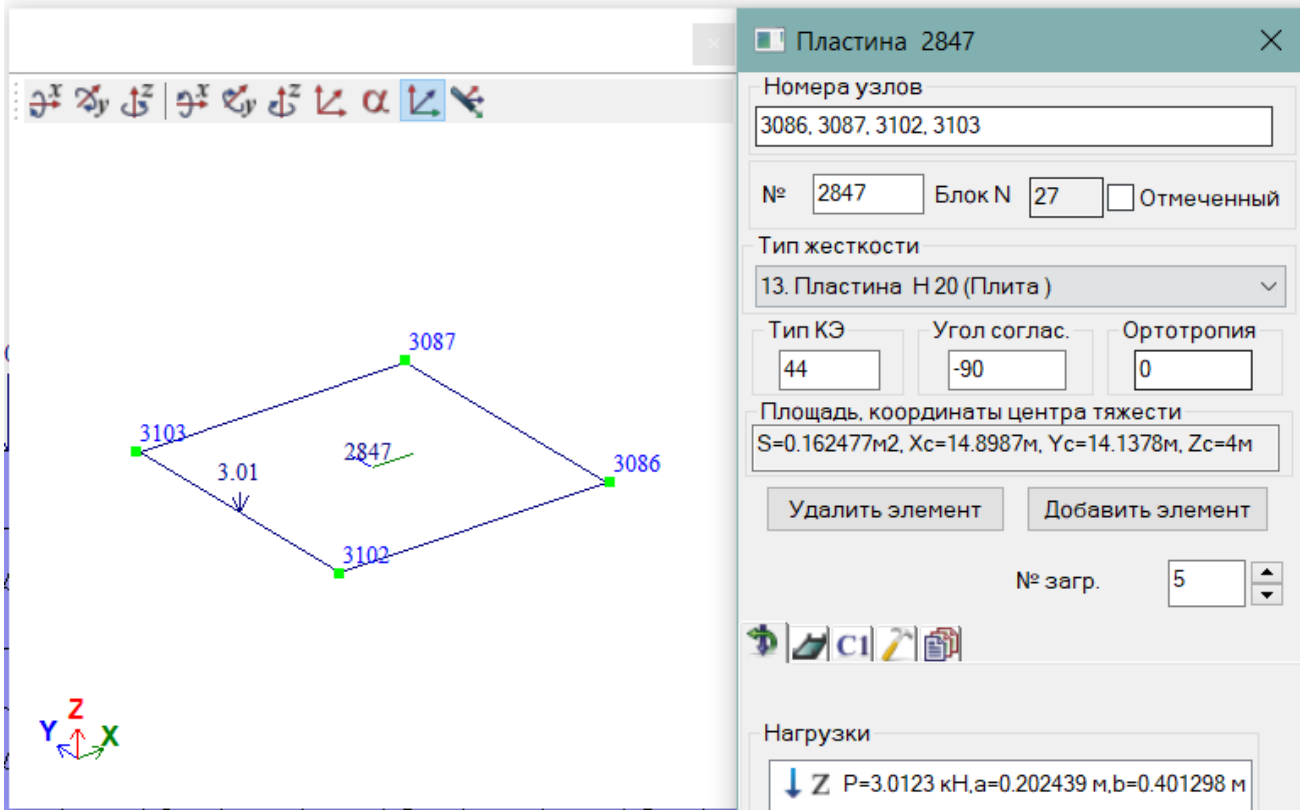 Пластина 2847
Номера узлов
3086, 3087, 3102, 3103
№ 2847 Блок N 27 Отмеченный
Тип жесткости
13. Пластина H 20 (Плита )
Тип КЭ Угол соглас. Ортотропия
44 -90 0
Площадь, координаты центра тяжести
S=0.162477м2, Xc=14.8987м, Yc=14.1378м, Zc=4м
Удалить элемент Добавить элемент
№ загр. 5
C1
Нагрузки
Z P=3.0123 кН,a=0.202439 м,b=0.401298 м
x y z x y z α
3087
3103
2847
3086
3.01
3102
Z
Y X